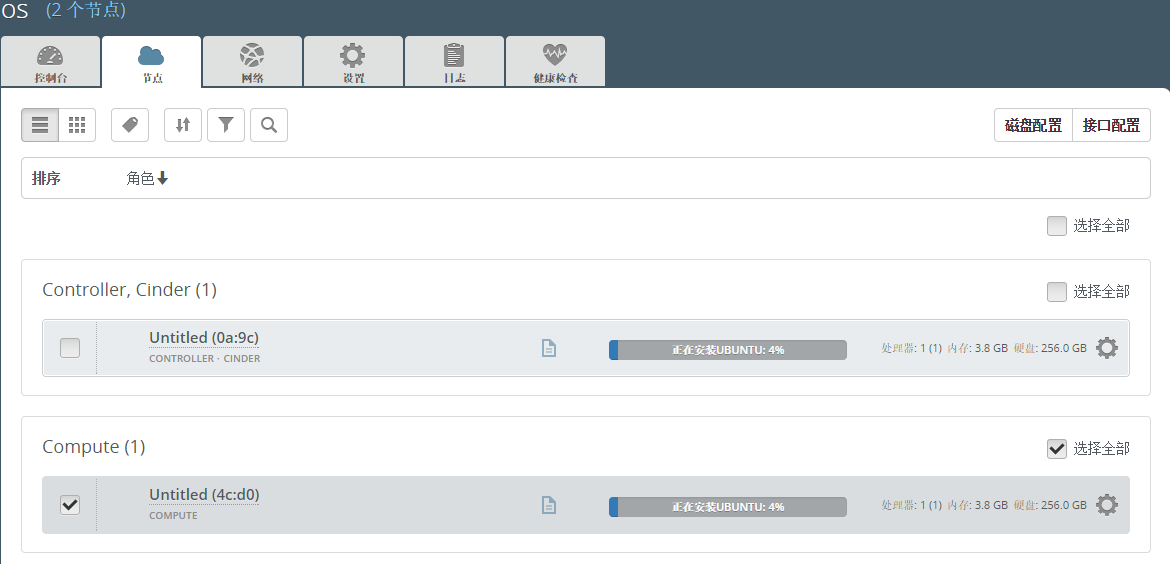 OS (2 个节点)
控制台 节点 网络 设置 日志 健康检查
磁盘配置 接口配置
排序 角色
选择全部
Controller, Cinder (1) 选择全部
Untitled (0a:9c) 正在安装UBUNTU: 4% 处理器: 1 (1) 内存: 3.8 GB 硬盘: 256.0 GB
CONTROLLER · CINDER
Compute (1) 选择全部
Untitled (4c:d0) 正在安装UBUNTU: 4% 处理器: 1 (1) 内存: 3.8 GB 硬盘: 256.0 GB
COMPUTE